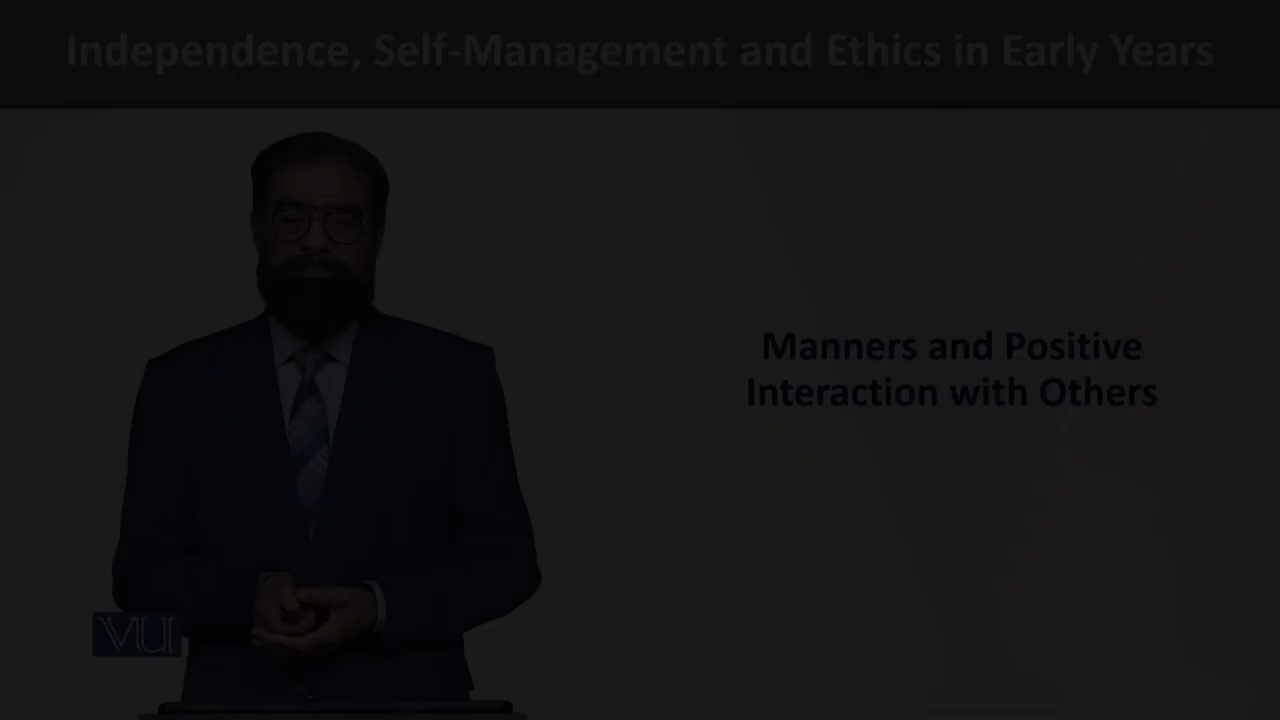 Independence, Self-Management and Ethics in Early Years
Manners and Positive
Interaction with Others
VU